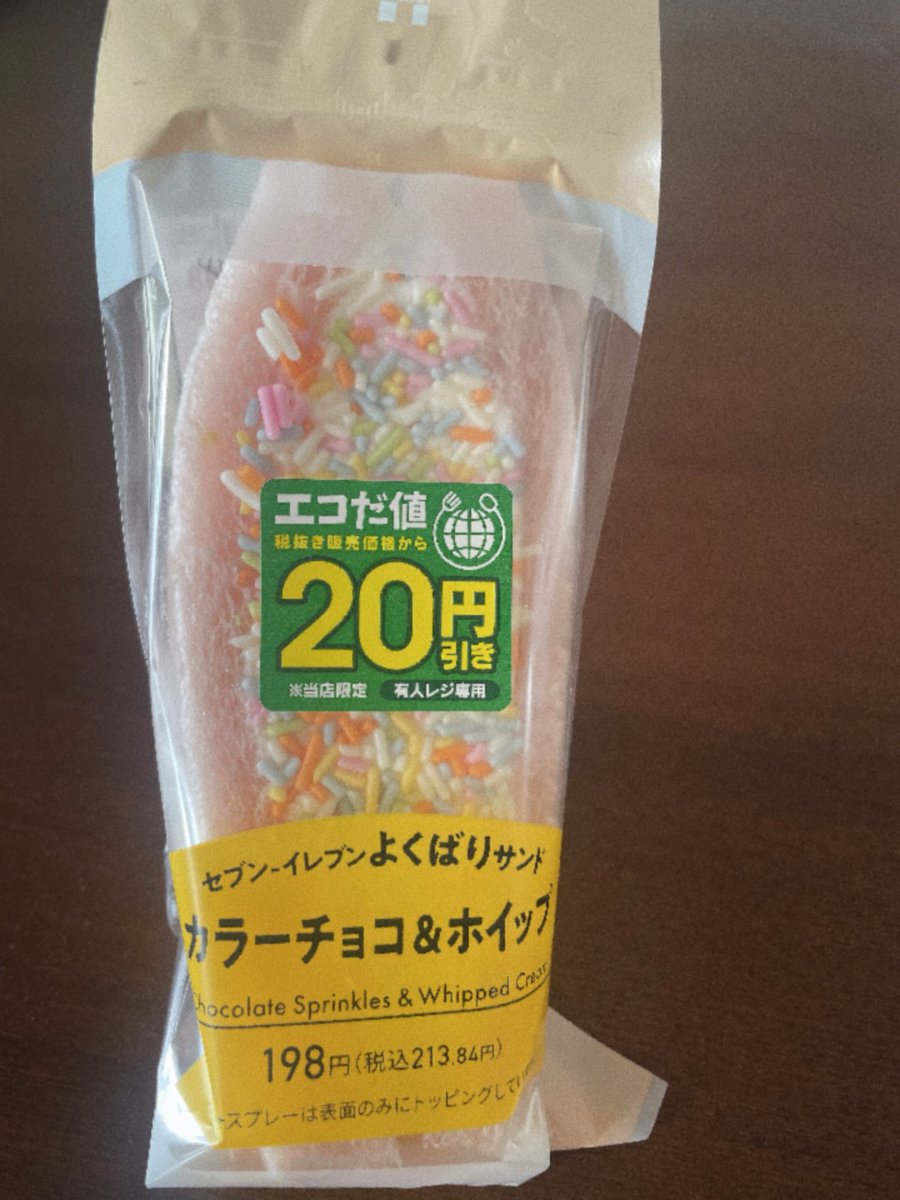 エコだ値
税抜き販売価格から
20円
引き
※当店限定 有人レジ専用
セブン-イレブンよくばりサンド
カラーチョコ&ホイップ
Chocolate Sprinkles & Whipped Cream
198円(税込213.84円)
スプレーは表面のみにトッピングしてい